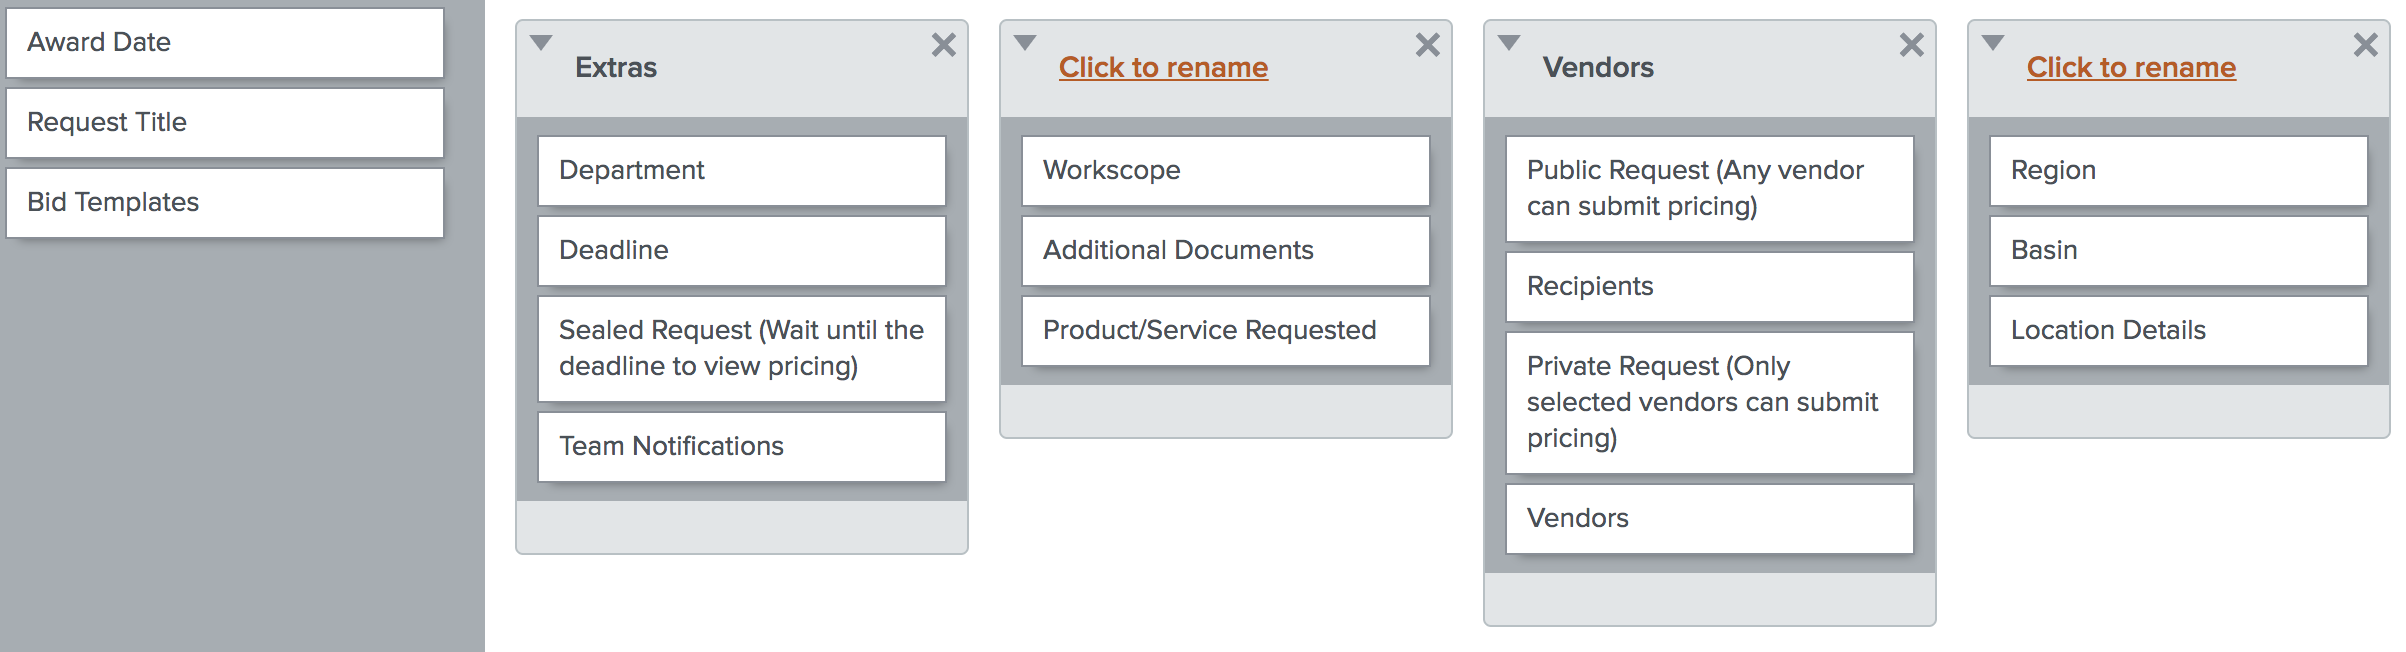 Award Date
Request Title
Bid Templates
Extras
Department
Deadline
Sealed Request (Wait until the
deadline to view pricing)
Team Notifications
Click to rename
Workscope
Additional Documents
Product/Service Requested
Vendors
Public Request (Any vendor
can submit pricing)
Recipients
Private Request (Only
selected vendors can submit
pricing)
Vendors
Click to rename
Region
Basin
Location Details